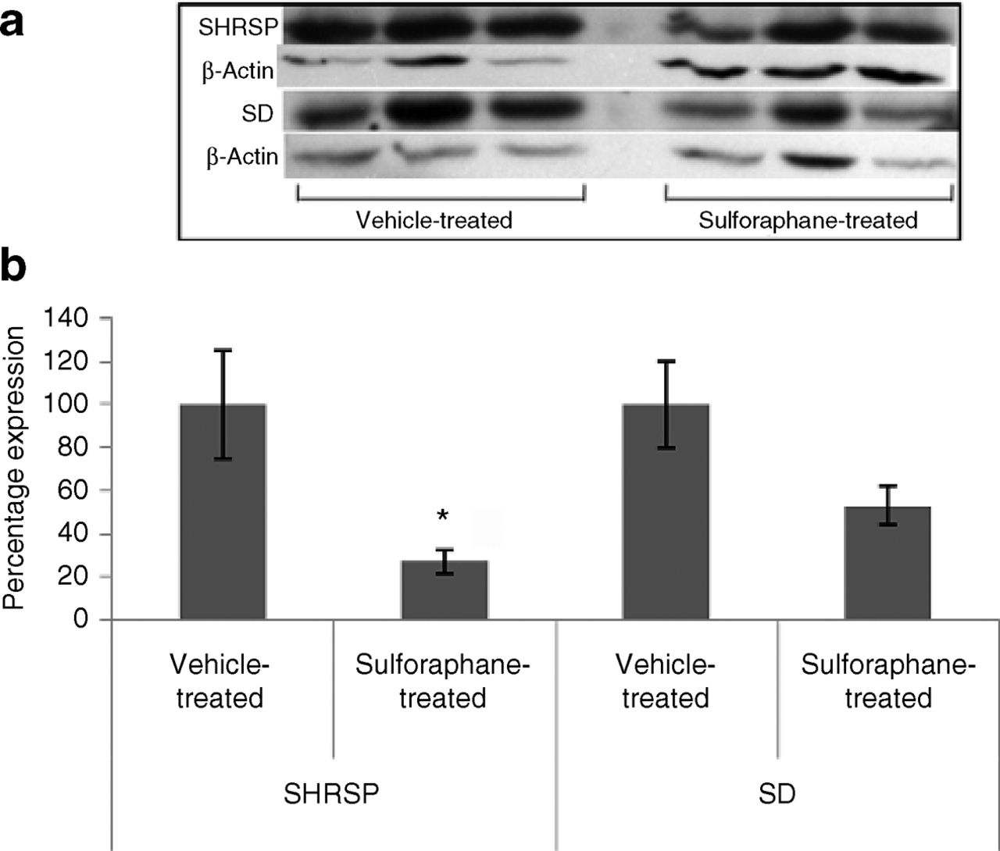 a
SHRSP
β-Actin
SD
β-Actin
Vehicle-treated
Sulforaphane-treated
b
Percentage expression
140
120
100
80
60
40
20
0
*
Vehicle-
treated
Sulforaphane-
treated
Vehicle-
treated
Sulforaphane-
treated
SHRSP
SD